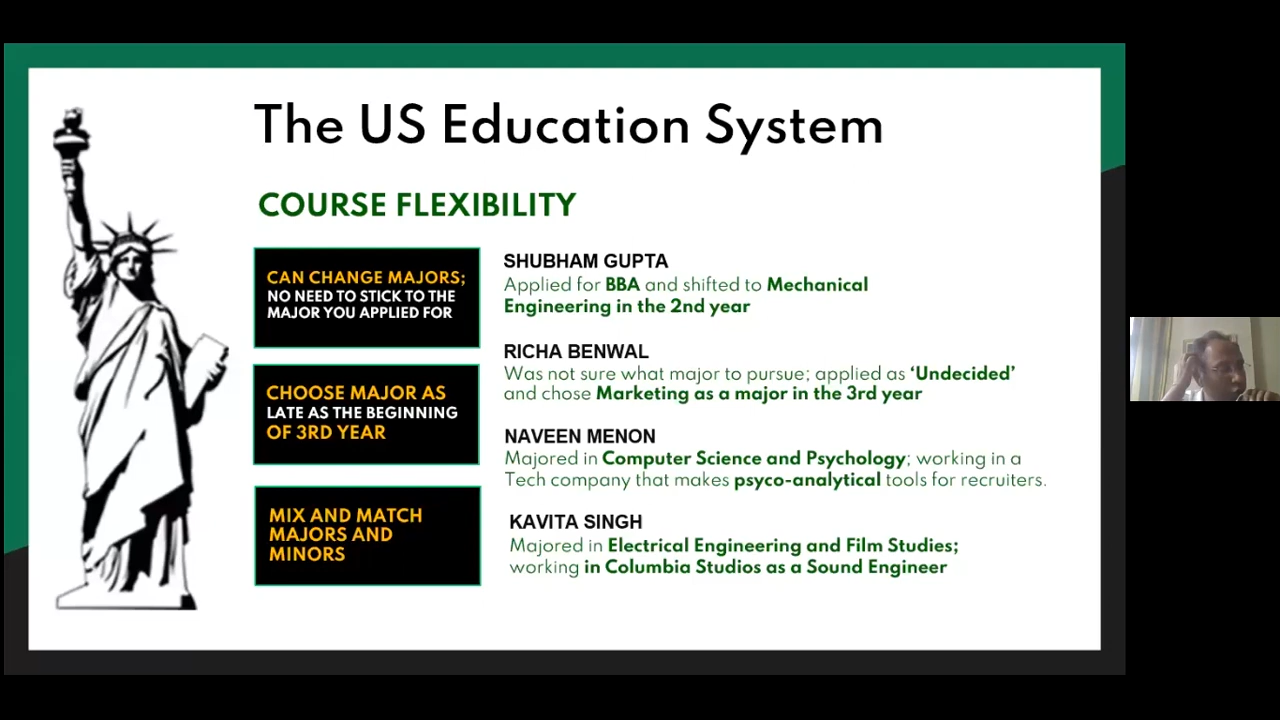 The US Education System
COURSE FLEXIBILITY
CAN CHANGE MAJORS;
NO NEED TO STICK TO THE
MAJOR YOU APPLIED FOR
SHUBHAM GUPTA
Applied for BBA and shifted to Mechanical
Engineering in the 2nd year
CHOOSE MAJOR AS
LATE AS THE BEGINNING
OF 3RD YEAR
RICHA BENWAL
Was not sure what major to pursue; applied as ‘Undecided’
and chose Marketing as a major in the 3rd year
NAVEEN MENON
Majored in Computer Science and Psychology; working in a
Tech company that makes psyco-analytical tools for recruiters.
MIX AND MATCH
MAJORS AND
MINORS
KAVITA SINGH
Majored in Electrical Engineering and Film Studies;
working in Columbia Studios as a Sound Engineer